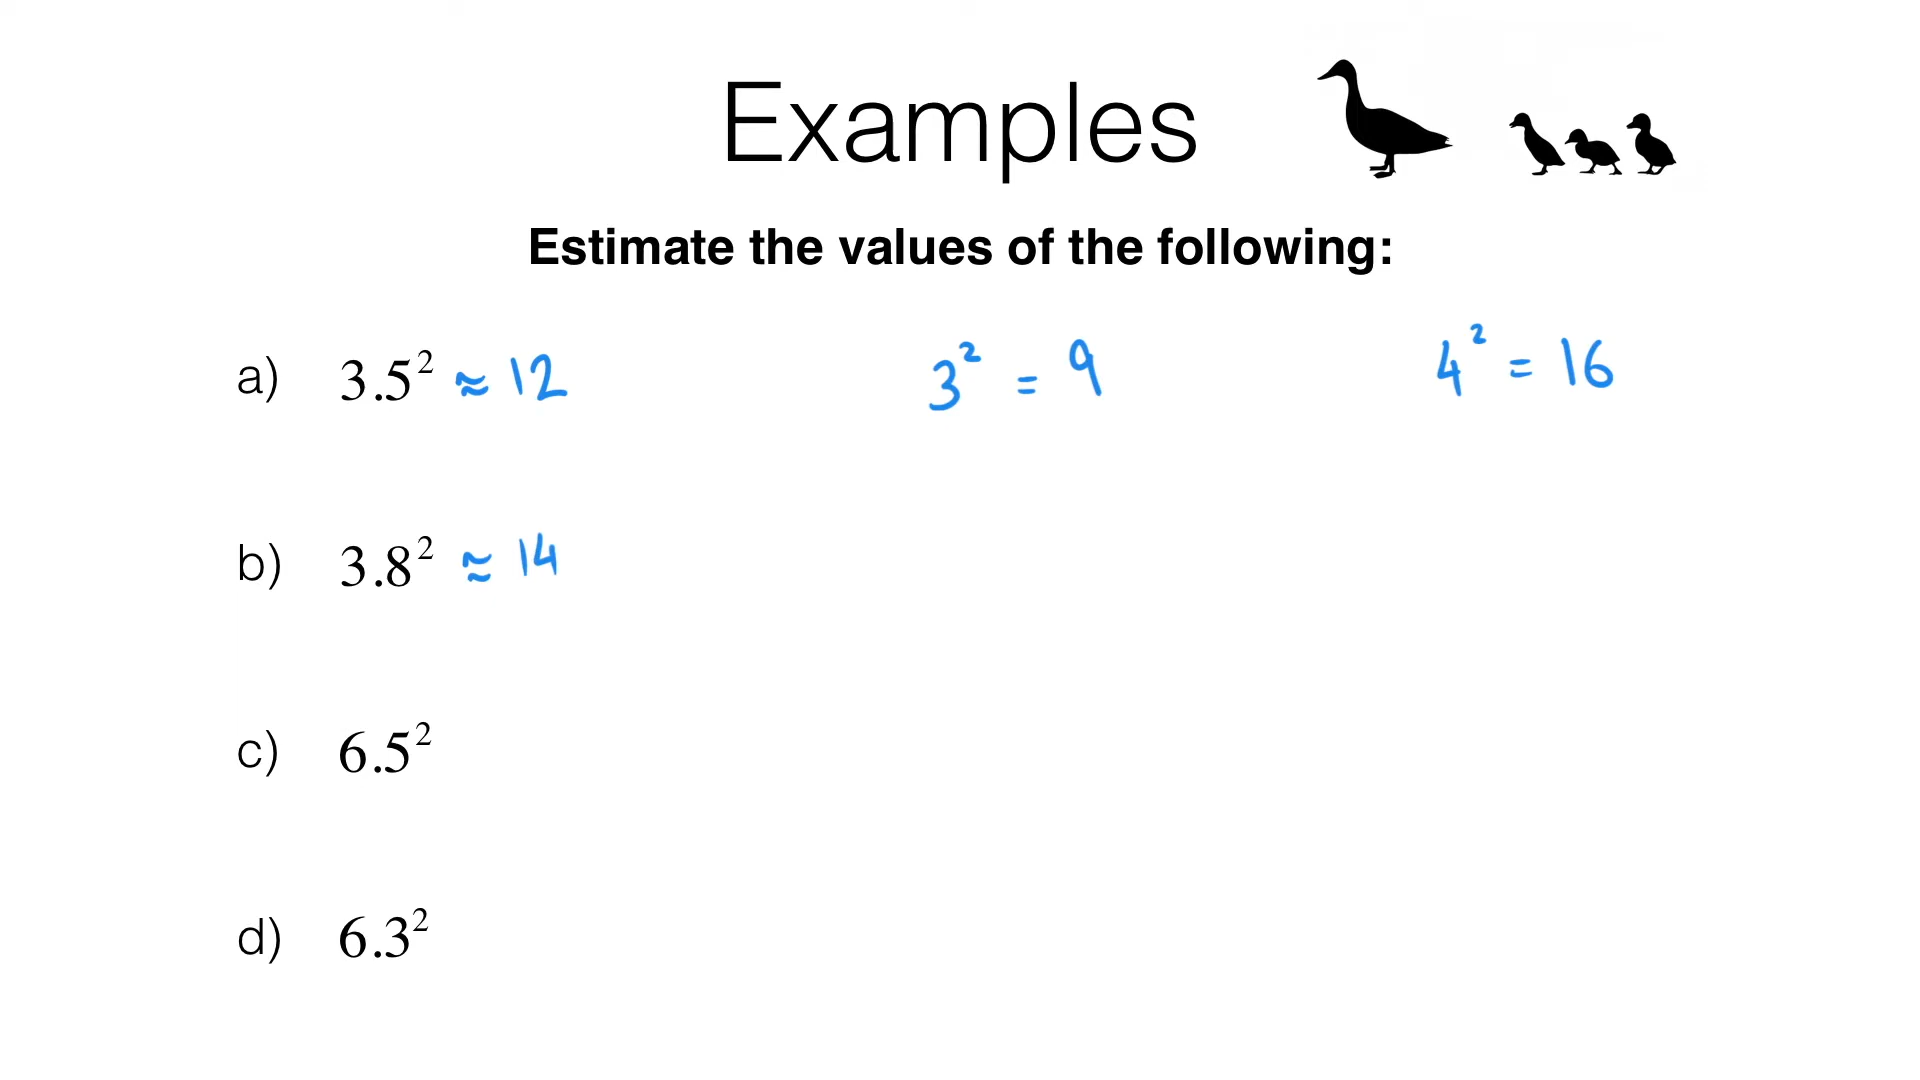 Examples
Estimate the values of the following:
a) 3.5² ≈ 12 3² = 9 4² = 16
b) 3.8² ≈ 14
c) 6.5²
d) 6.3²